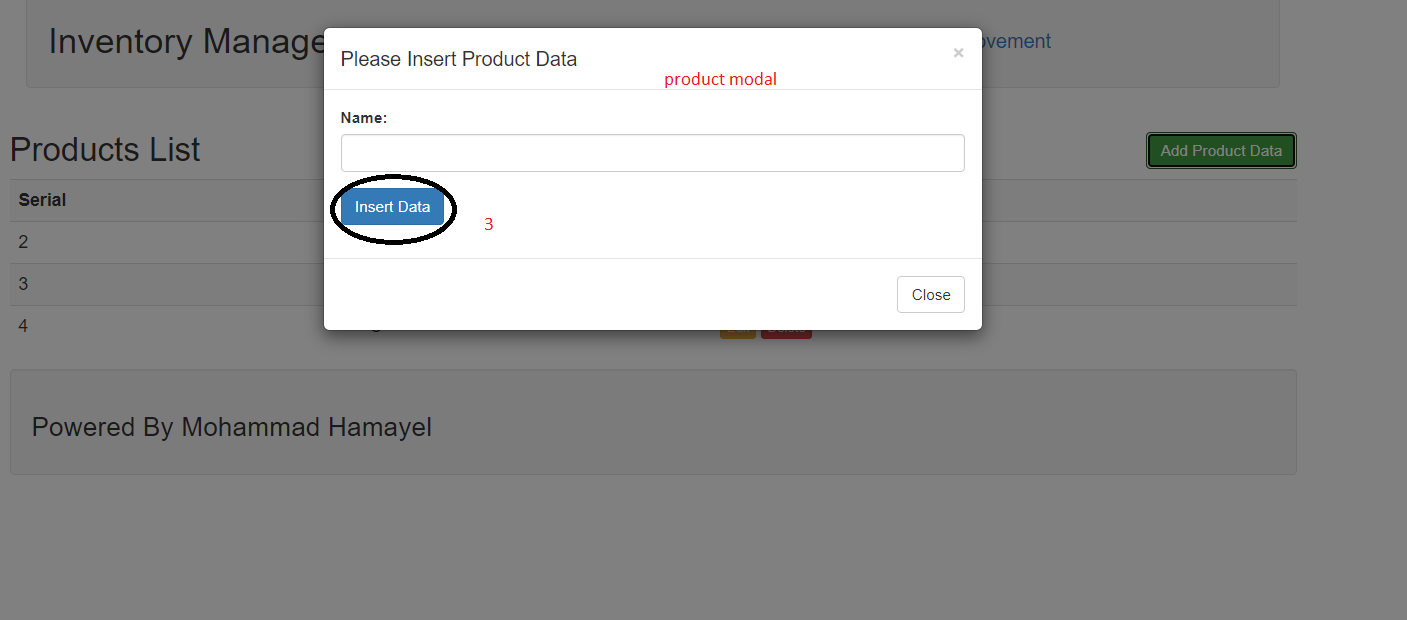 Inventory Manage
Please Insert Product Data
×
ovement
product modal
Name:
Products List
Add Product Data
Serial
Insert Data
3
2
3
Close
4
Powered By Mohammad Hamayel